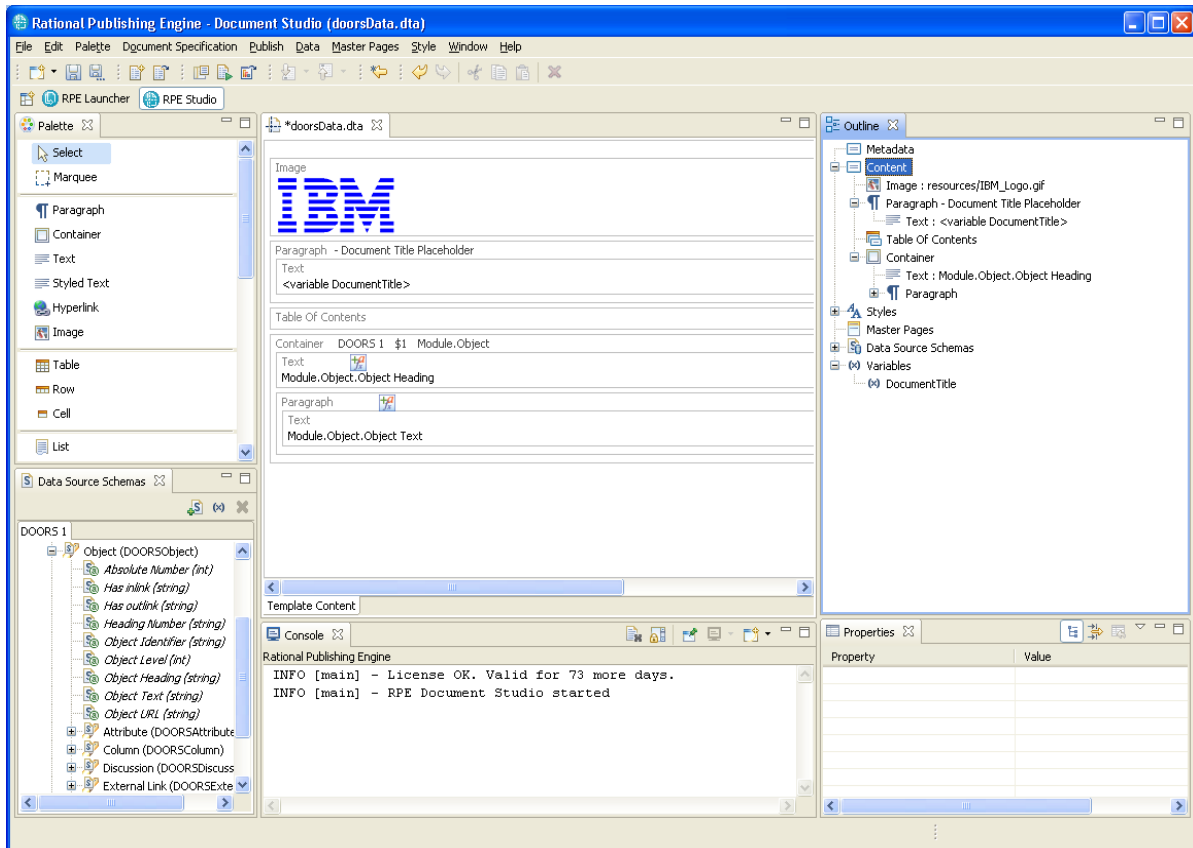 Rational Publishing Engine - Document Studio (doorsData.dta)
File Edit Palette Document Specification Publish Data Master Pages Style Window Help
RPE Launcher RPE Studio
Palette
Select
Marquee
Paragraph
Container
Text
Styled Text
Hyperlink
Image
Table
Row
Cell
List
Data Source Schemas
DOORS 1
Object (DOORSObject)
Absolute Number (int)
Has inlink (string)
Has outlink (string)
Heading Number (string)
Object Identifier (string)
Object Level (int)
Object Heading (string)
Object Text (string)
Object URL (string)
Attribute (DOORSAttribute
Column (DOORSColumn)
Discussion (DOORSDiscuss
External Link (DOORSExte
*doorsData.dta
Image
IBM
Paragraph - Document Title Placeholder
Text
<variable DocumentTitle>
Table Of Contents
Container DOORS 1 $1 Module.Object
Text
Module.Object.Object Heading
Paragraph
Text
Module.Object.Object Text
Template Content
Console
Rational Publishing Engine
INFO [main] - License OK. Valid for 73 more days.
INFO [main] - RPE Document Studio started
Outline
Metadata
Content
Image : resources/IBM_Logo.gif
Paragraph - Document Title Placeholder
Text : <variable DocumentTitle>
Table Of Contents
Container
Text : Module.Object.Object Heading
Paragraph
Styles
Master Pages
Data Source Schemas
Variables
DocumentTitle
Properties
Property Value